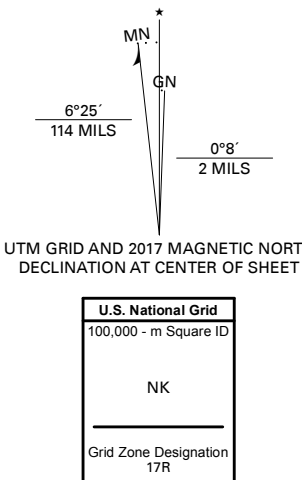 ★
MN
GN
6°25´
114 MILS
0°8´
2 MILS
UTM GRID AND 2017 MAGNETIC NORT
DECLINATION AT CENTER OF SHEET
U.S. National Grid
100,000 - m Square ID
NK
Grid Zone Designation
17R